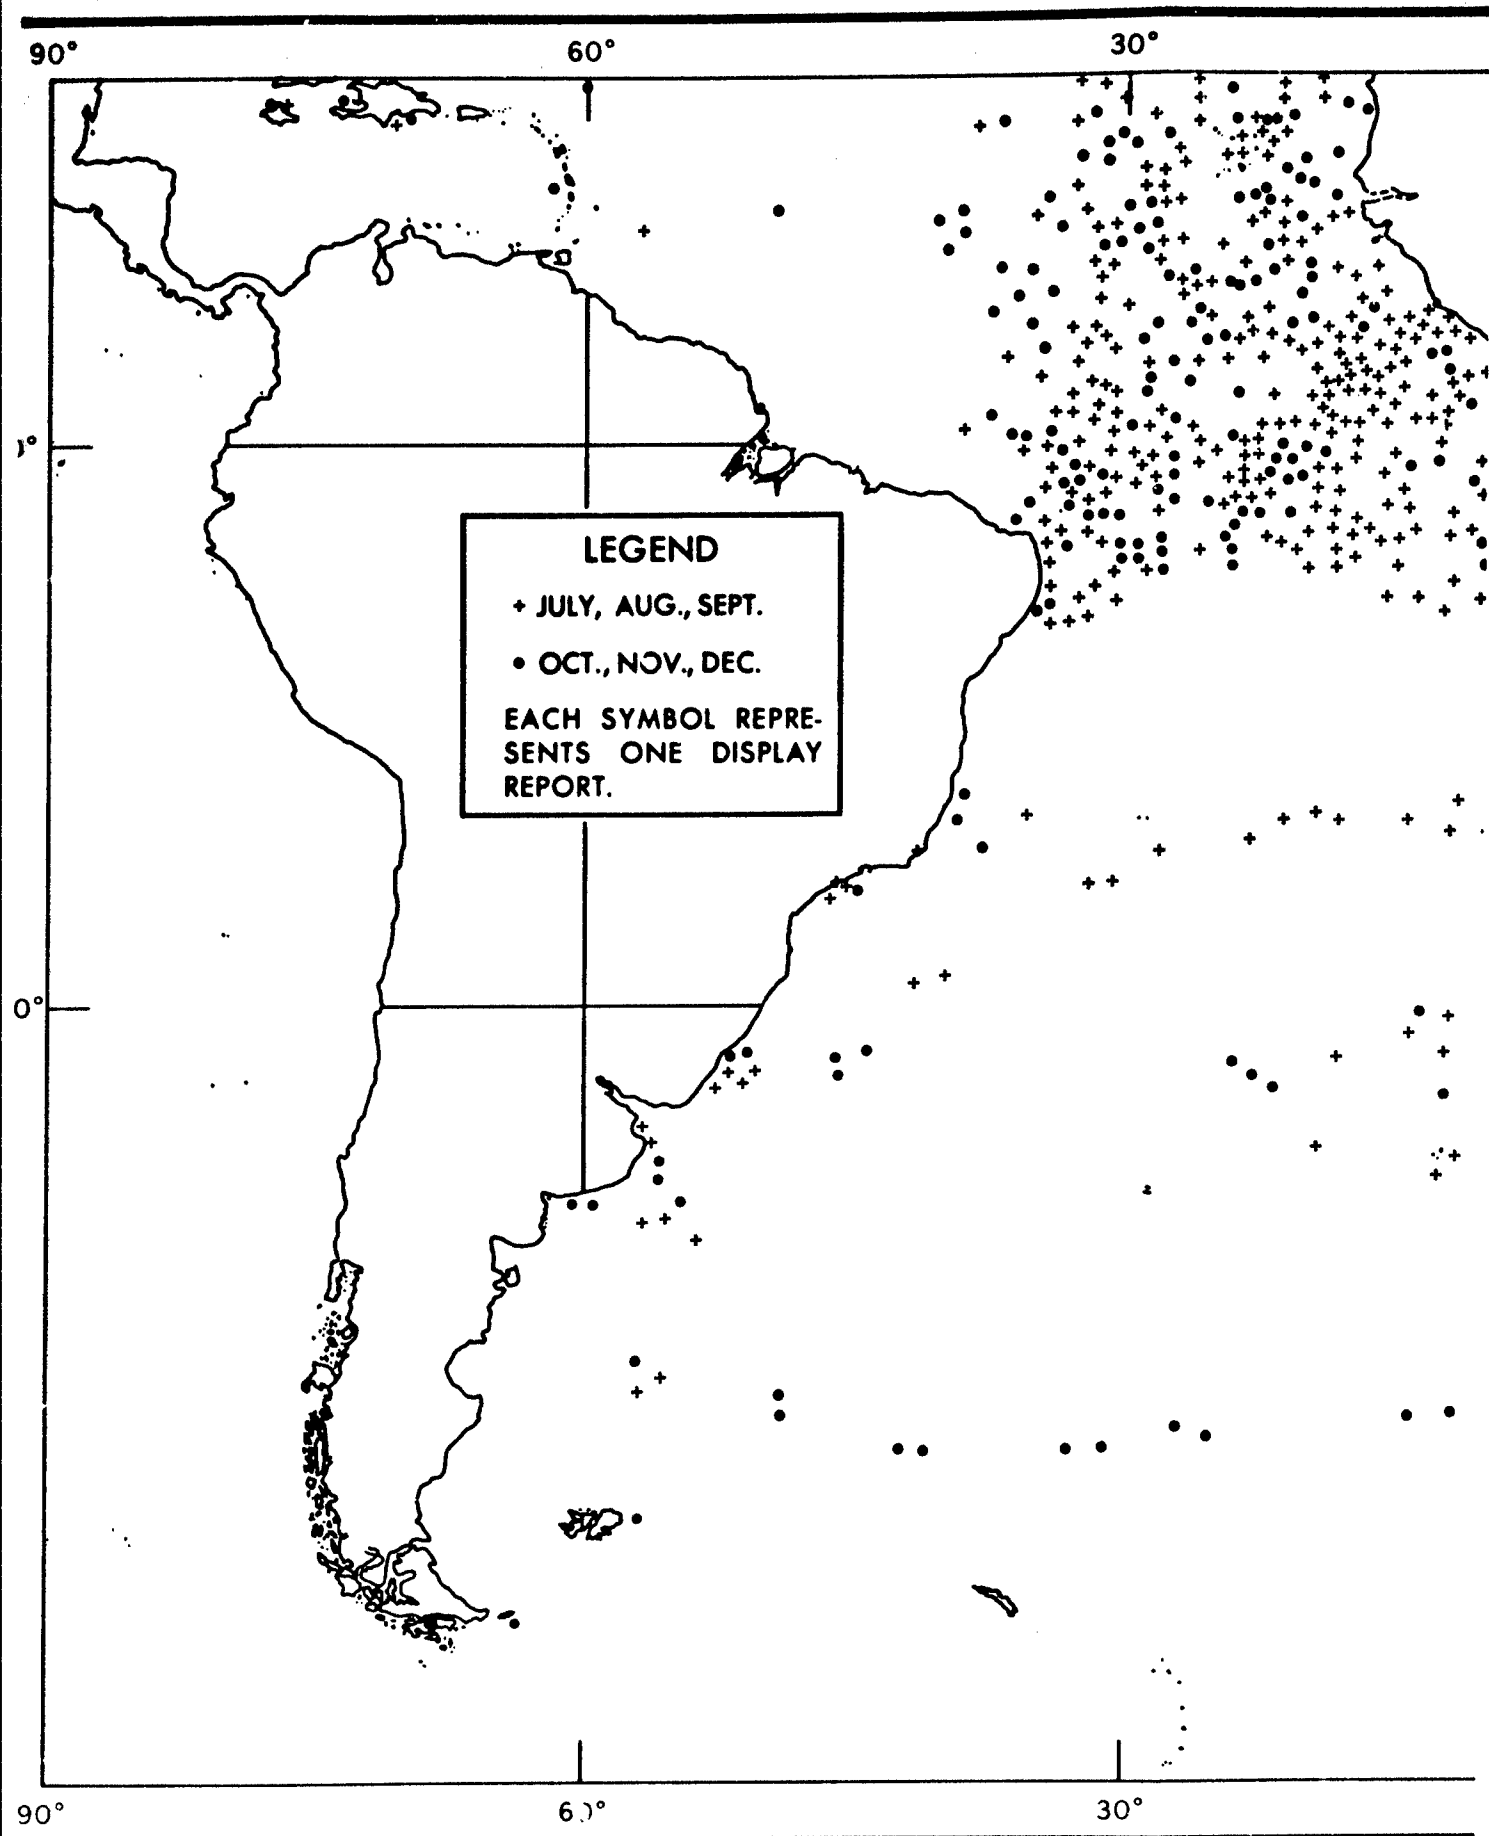 90° 60° 30°
)°
LEGEND
+ JULY, AUG., SEPT.
• OCT., NOV., DEC.
EACH SYMBOL REPRE-
SENTS ONE DISPLAY
REPORT.
0°
90° 60° 30°